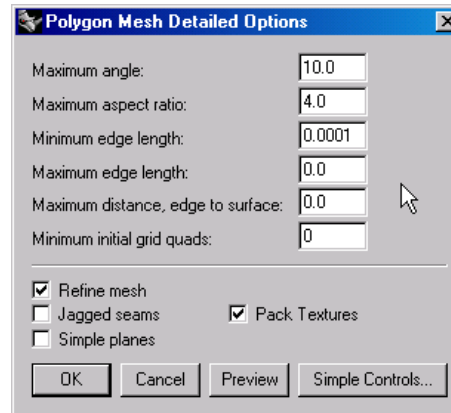 Polygon Mesh Detailed Options
Maximum angle: 10.0
Maximum aspect ratio: 4.0
Minimum edge length: 0.0001
Maximum edge length: 0.0
Maximum distance, edge to surface: 0.0
Minimum initial grid quads: 0
Refine mesh
Jagged seams Pack Textures
Simple planes
OK Cancel Preview Simple Controls...